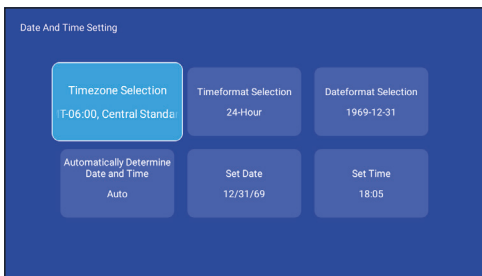 Date And Time Setting
Timezone Selection
T-06:00, Central Standar
Timeformat Selection
24-Hour
Dateformat Selection
1969-12-31
Automatically Determine
Date and Time
Auto
Set Date
12/31/69
Set Time
18:05